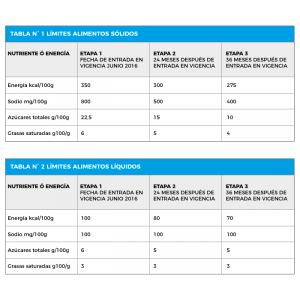 TABLA N° 1 LÍMITES ALIMENTOS SÓLIDOS
NUTRIENTE Ó ENERGÍA | ETAPA 1 FECHA DE ENTRADA EN VIGENCIA JUNIO 2016 | ETAPA 2 24 MESES DESPUÉS DE ENTRADA EN VIGENCIA | ETAPA 3 36 MESES DESPUÉS DE ENTRADA EN VIGENCIA
Energía kcal/100g 350 300 275
Sodio mg/100g 800 500 400
Azúcares totales g/100g 22,5 15 10
Grasas saturadas g100/g 6 5 4
TABLA N° 2 LÍMITES ALIMENTOS LÍQUIDOS
NUTRIENTE Ó ENERGÍA | ETAPA 1 FECHA DE ENTRADA EN VIGENCIA JUNIO 2016 | ETAPA 2 24 MESES DESPUÉS DE ENTRADA EN VIGENCIA | ETAPA 3 36 MESES DESPUÉS DE ENTRADA EN VIGENCIA
Energía kcal/100g 100 80 70
Sodio mg/100g 100 100 100
Azúcares totales g/100g 6 5 5
Grasas saturadas g100/g 3 3 3